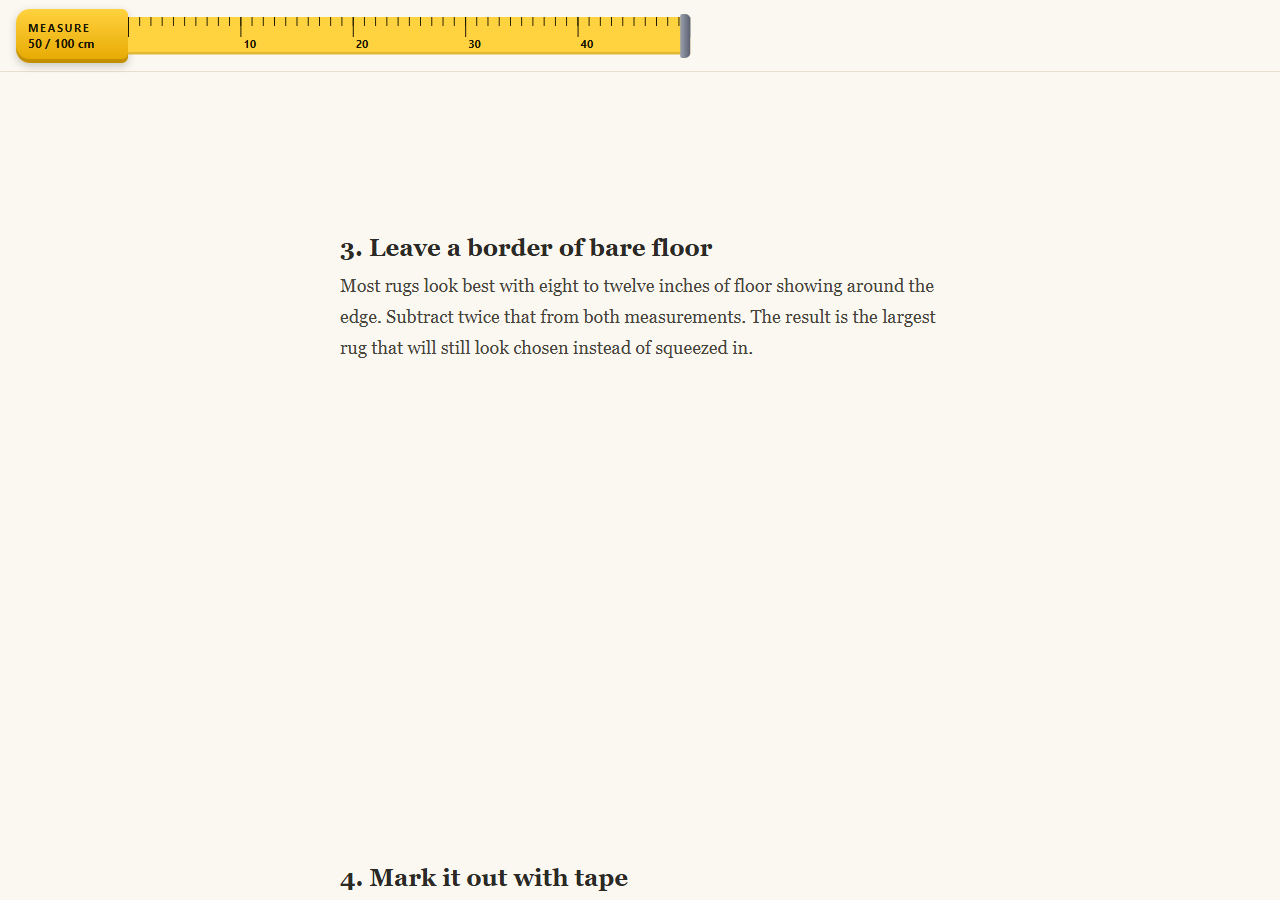 MEASURE
50 / 100 cm
10 20 30 40
3. Leave a border of bare floor
Most rugs look best with eight to twelve inches of floor showing around the
edge. Subtract twice that from both measurements. The result is the largest
rug that will still look chosen instead of squeezed in.
4. Mark it out with tape